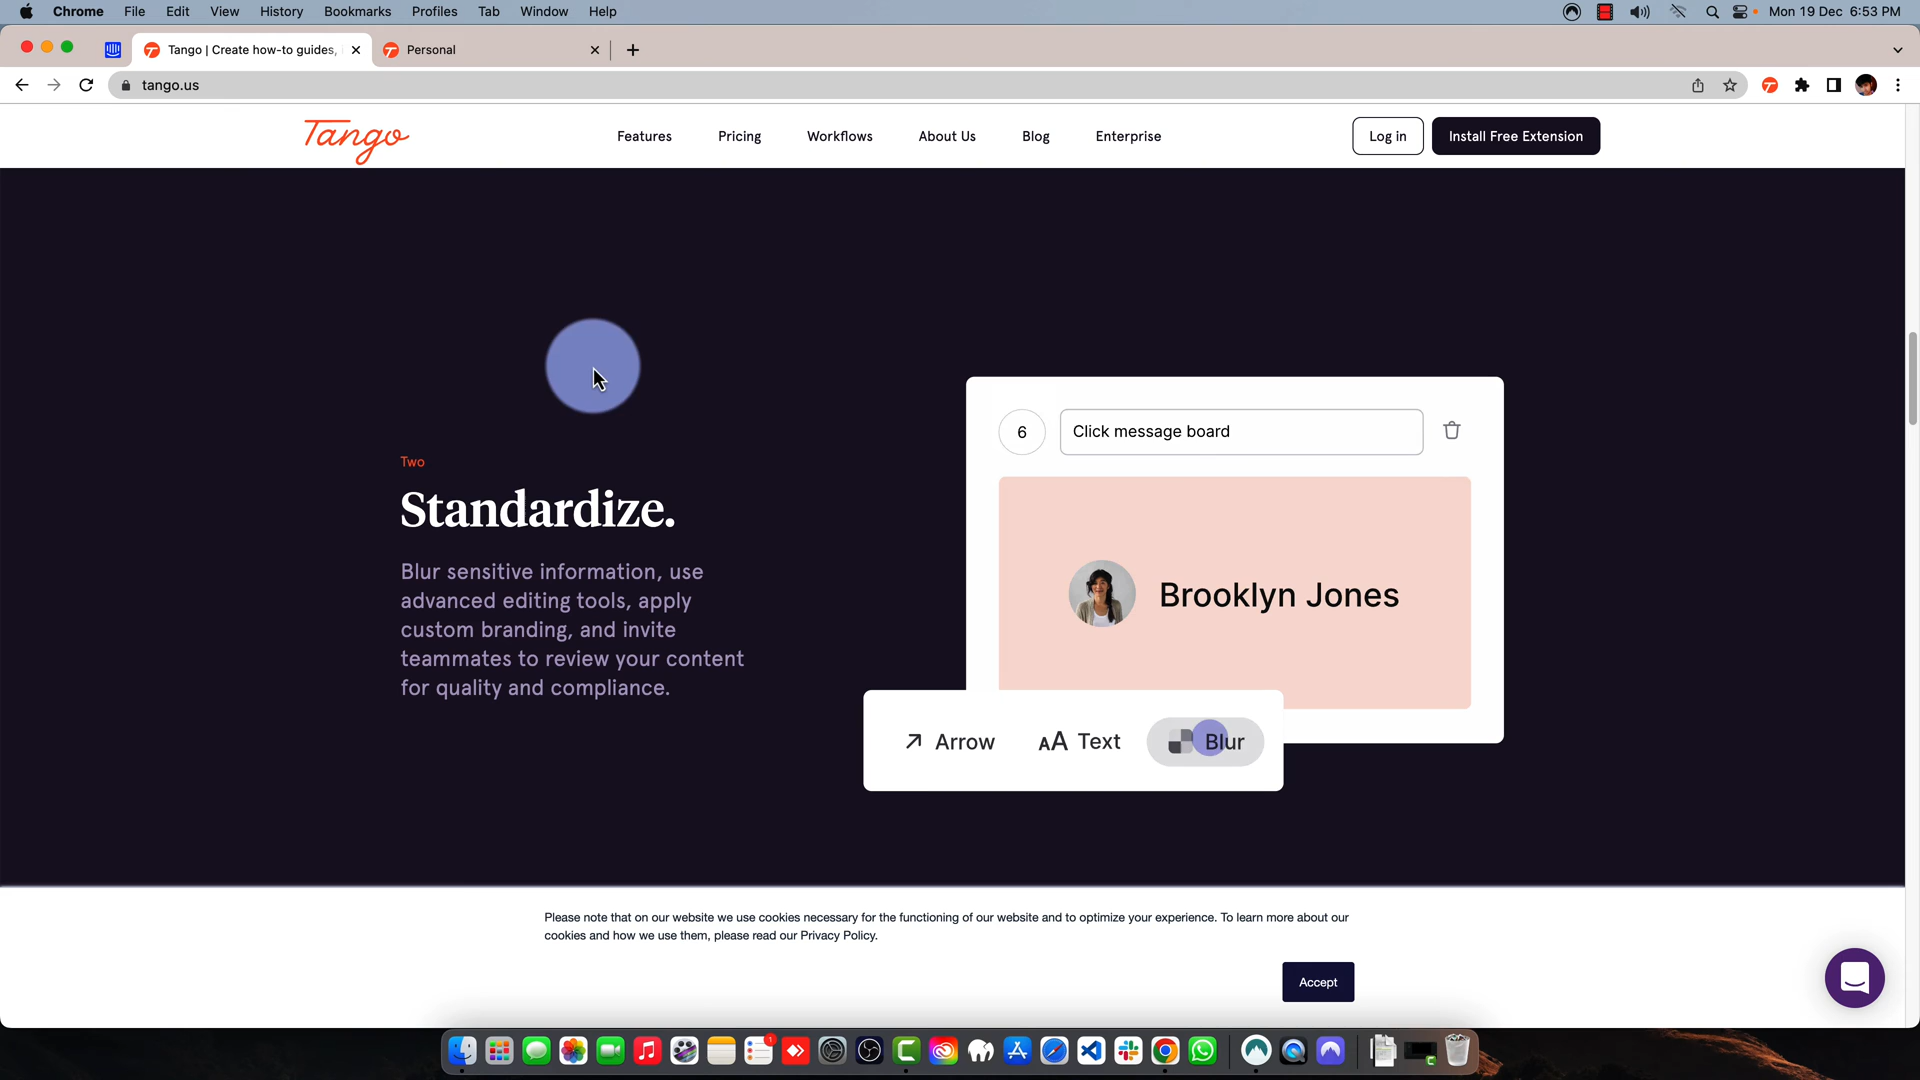 Chrome File Edit View History Bookmarks Profiles Tab Window Help Mon 19 Dec 6:53 PM
Tango | Create how-to guides, Personal
tango.us
Tango Features Pricing Workflows About Us Blog Enterprise Log in Install Free Extension
Two
Standardize.
Blur sensitive information, use
advanced editing tools, apply
custom branding, and invite
teammates to review your content
for quality and compliance.
6 Click message board
Brooklyn Jones
Arrow AA Text Blur
Please note that on our website we use cookies necessary for the functioning of our website and to optimize your experience. To learn more about our
cookies and how we use them, please read our Privacy Policy.
Accept
1